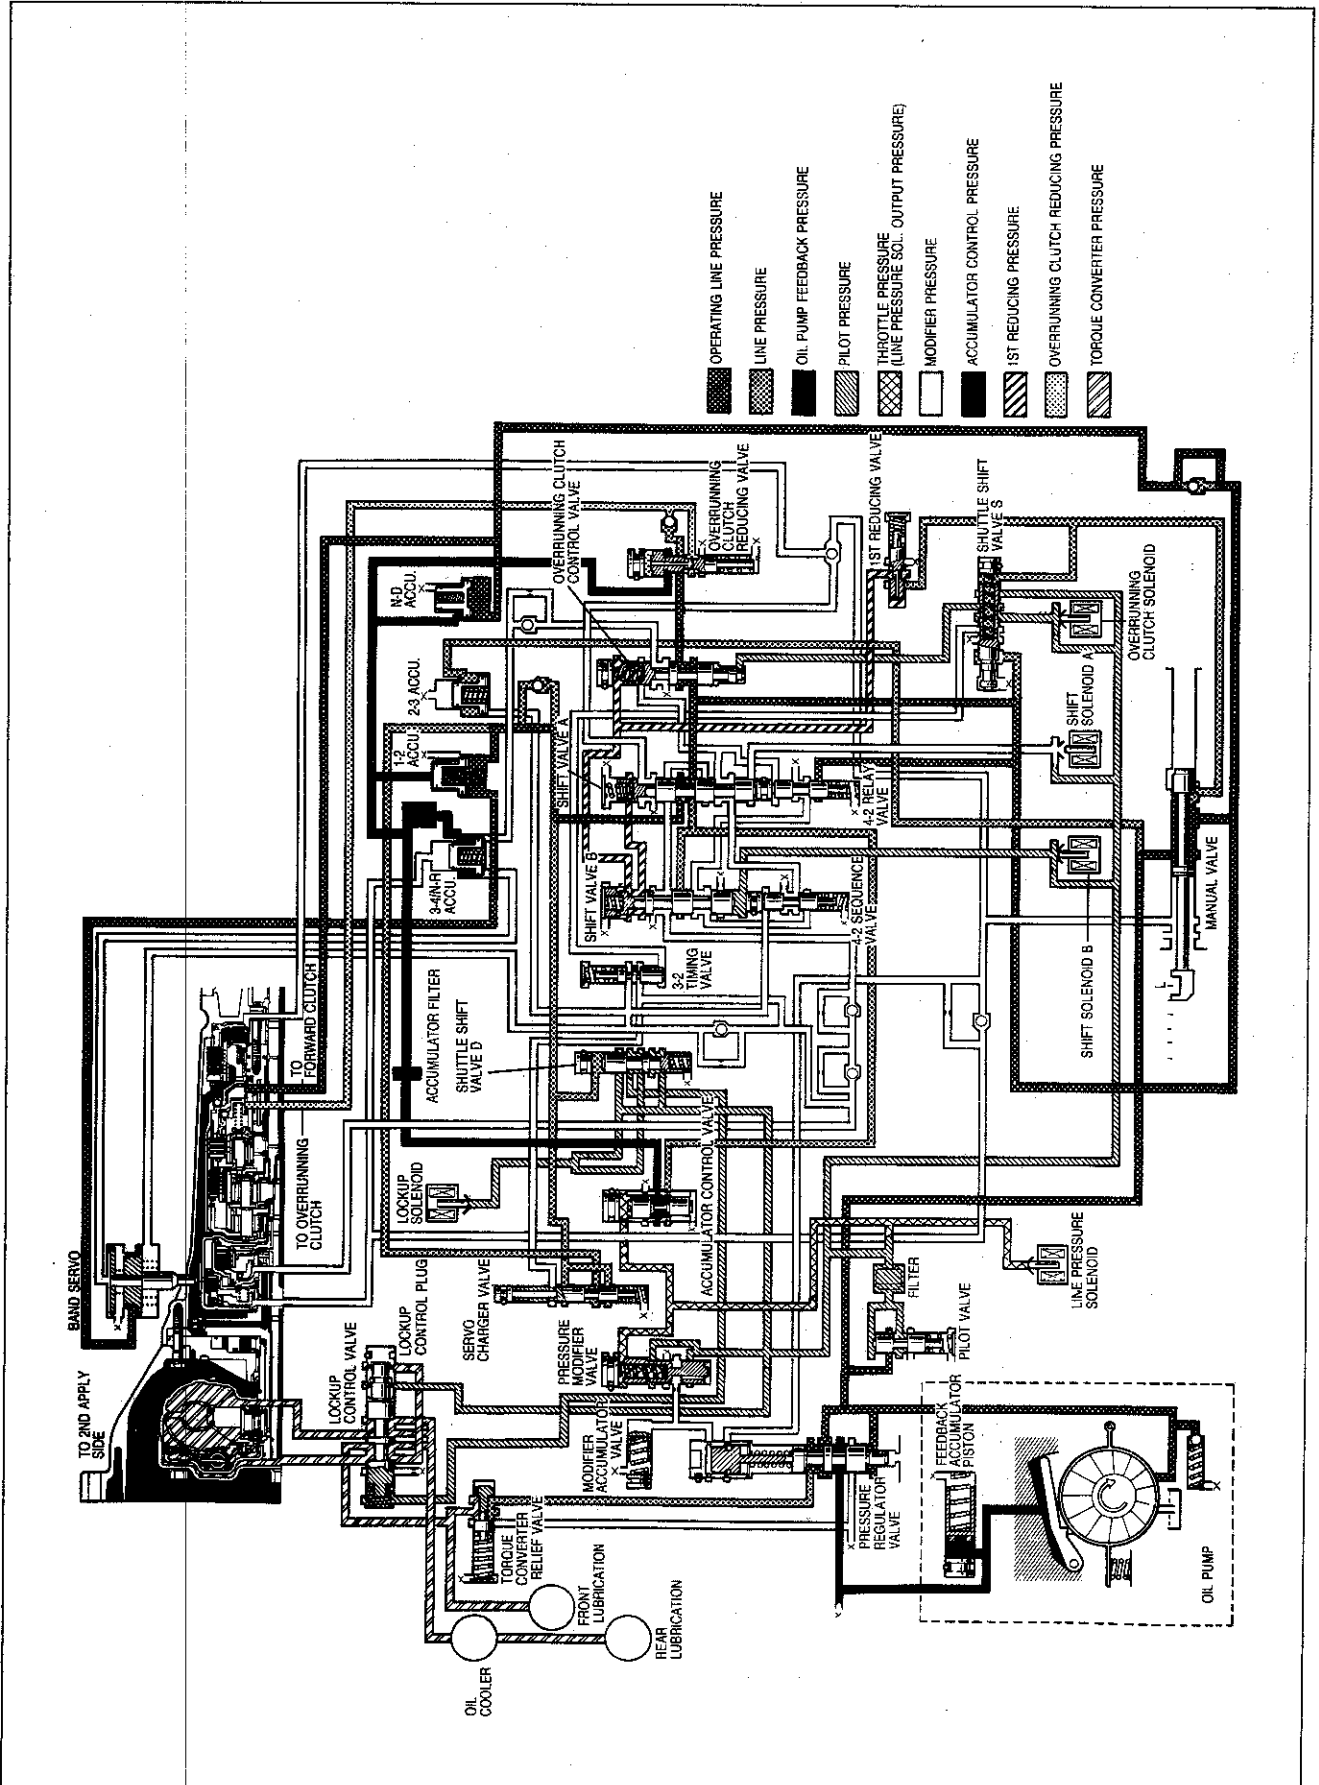 TO 2ND APPLY
SIDE
BAND SERVO
TO OVERRUNNING
CLUTCH
TO
FORWARD CLUTCH
LOCKUP
CONTROL VALVE
LOCKUP
CONTROL PLUG
LOCKUP
SOLENOID
ACCUMULATOR FILTER
SHUTTLE SHIFT
VALVE D
3-4/N-R
ACCU.
1-2
ACCU.
2-3 ACCU.
N-D
ACCU.
TORQUE
CONVERTER
RELIEF VALVE
OIL
COOLER
FRONT
LUBRICATION
REAR
LUBRICATION
SERVO
CHARGER VALVE
PRESSURE
MODIFIER
VALVE
MODIFIER
ACCUMULATOR
VALVE
ACCUMULATOR CONTROL VALVE
3-2
TIMING
VALVE
SHIFT VALVE B
SHIFT VALVE A
OVERRUNNING CLUTCH
CONTROL VALVE
OVERRUNNING
CLUTCH
REDUCING VALVE
4-2 SEQUENCE
VALVE
4-2 RELAY
VALVE
1ST REDUCING VALVE
SHUTTLE SHIFT
VALVE S
PRESSURE
REGULATOR
VALVE
FEEDBACK
ACCUMULATOR
PISTON
PILOT VALVE
FILTER
LINE PRESSURE
SOLENOID
SHIFT SOLENOID B
SHIFT
SOLENOID A
OVERRUNNING
CLUTCH SOLENOID
MANUAL VALVE
L
OIL PUMP
OPERATING LINE PRESSURE
LINE PRESSURE
OIL PUMP FEEDBACK PRESSURE
PILOT PRESSURE
THROTTLE PRESSURE
(LINE PRESSURE SOL. OUTPUT PRESSURE)
MODIFIER PRESSURE
ACCUMULATOR CONTROL PRESSURE
1ST REDUCING PRESSURE
OVERRUNNING CLUTCH REDUCING PRESSURE
TORQUE CONVERTER PRESSURE